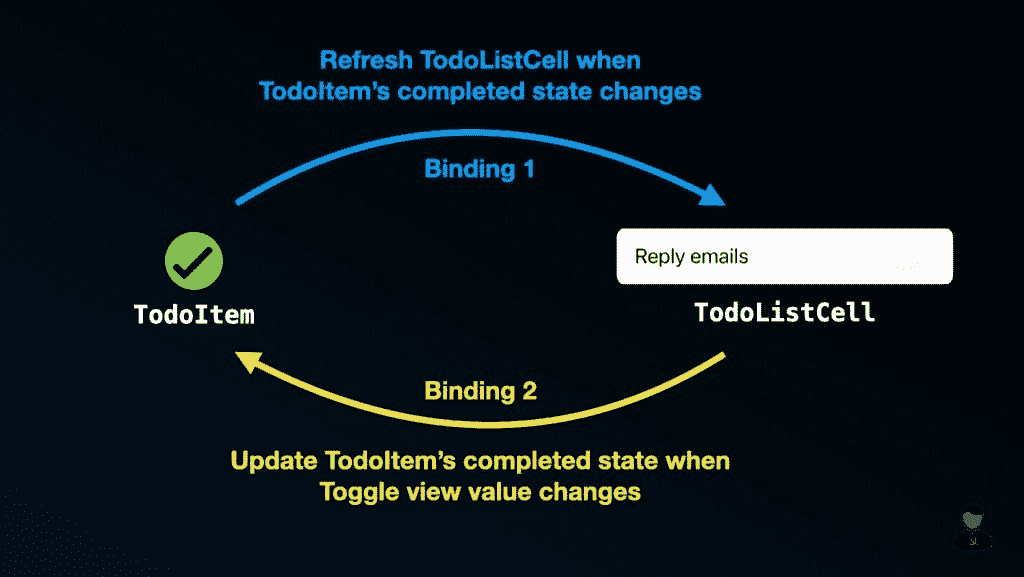 Refresh TodoListCell when
TodoItem’s completed state changes
Binding 1
Reply emails
TodoItem
TodoListCell
Binding 2
Update TodoItem’s completed state when
Toggle view value changes